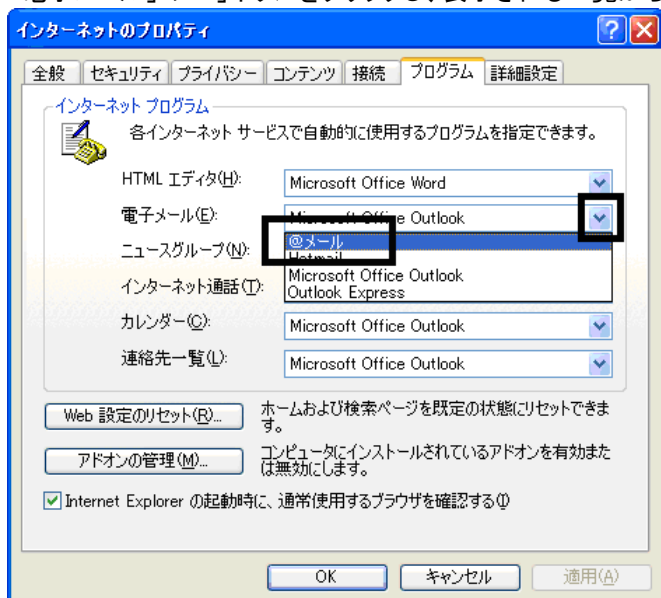 インターネットのプロパティ
全般 セキュリティ プライバシー コンテンツ 接続 プログラム 詳細設定
インターネット プログラム
各インターネット サービスで自動的に使用するプログラムを指定できます。
HTML エディタ(H): Microsoft Office Word
電子メール(E): Microsoft Office Outlook
@メール
ニュースグループ(N): Hotmail
Microsoft Office Outlook
インターネット通話(T): Outlook Express
カレンダー(C): Microsoft Office Outlook
連絡先一覧(L): Microsoft Office Outlook
Web 設定のリセット(R)... ホームおよび検索ページを既定の状態にリセットできま
す。
アドオンの管理(M)... コンピュータにインストールされているアドオンを有効また
は無効にします。
Internet Explorer の起動時に、通常使用するブラウザを確認する(I)
OK キャンセル 適用(A)